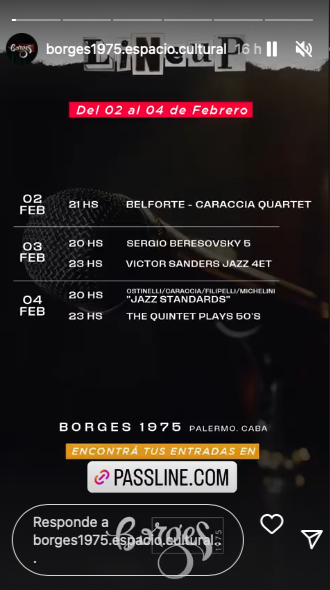 borges1975.espacio.cultural 16 h
LiNeuP
Del 02 al 04 de Febrero
02 FEB 21 HS BELFORTE - CARACCIA QUARTET
03 FEB 20 HS SERGIO BERESOVSKY 5
23 HS VICTOR SANDERS JAZZ 4ET
04 FEB 20 HS OSTINELLI/CARACCIA/FILIPELLI/MICHELINI
"JAZZ STANDARDS"
23 HS THE QUINTET PLAYS 50'S
BORGES 1975 PALERMO. CABA
ENCONTRÁ TUS ENTRADAS EN
PASSLINE.COM
Responde a
borges1975.espacio.cultural..
.
Borges 1975